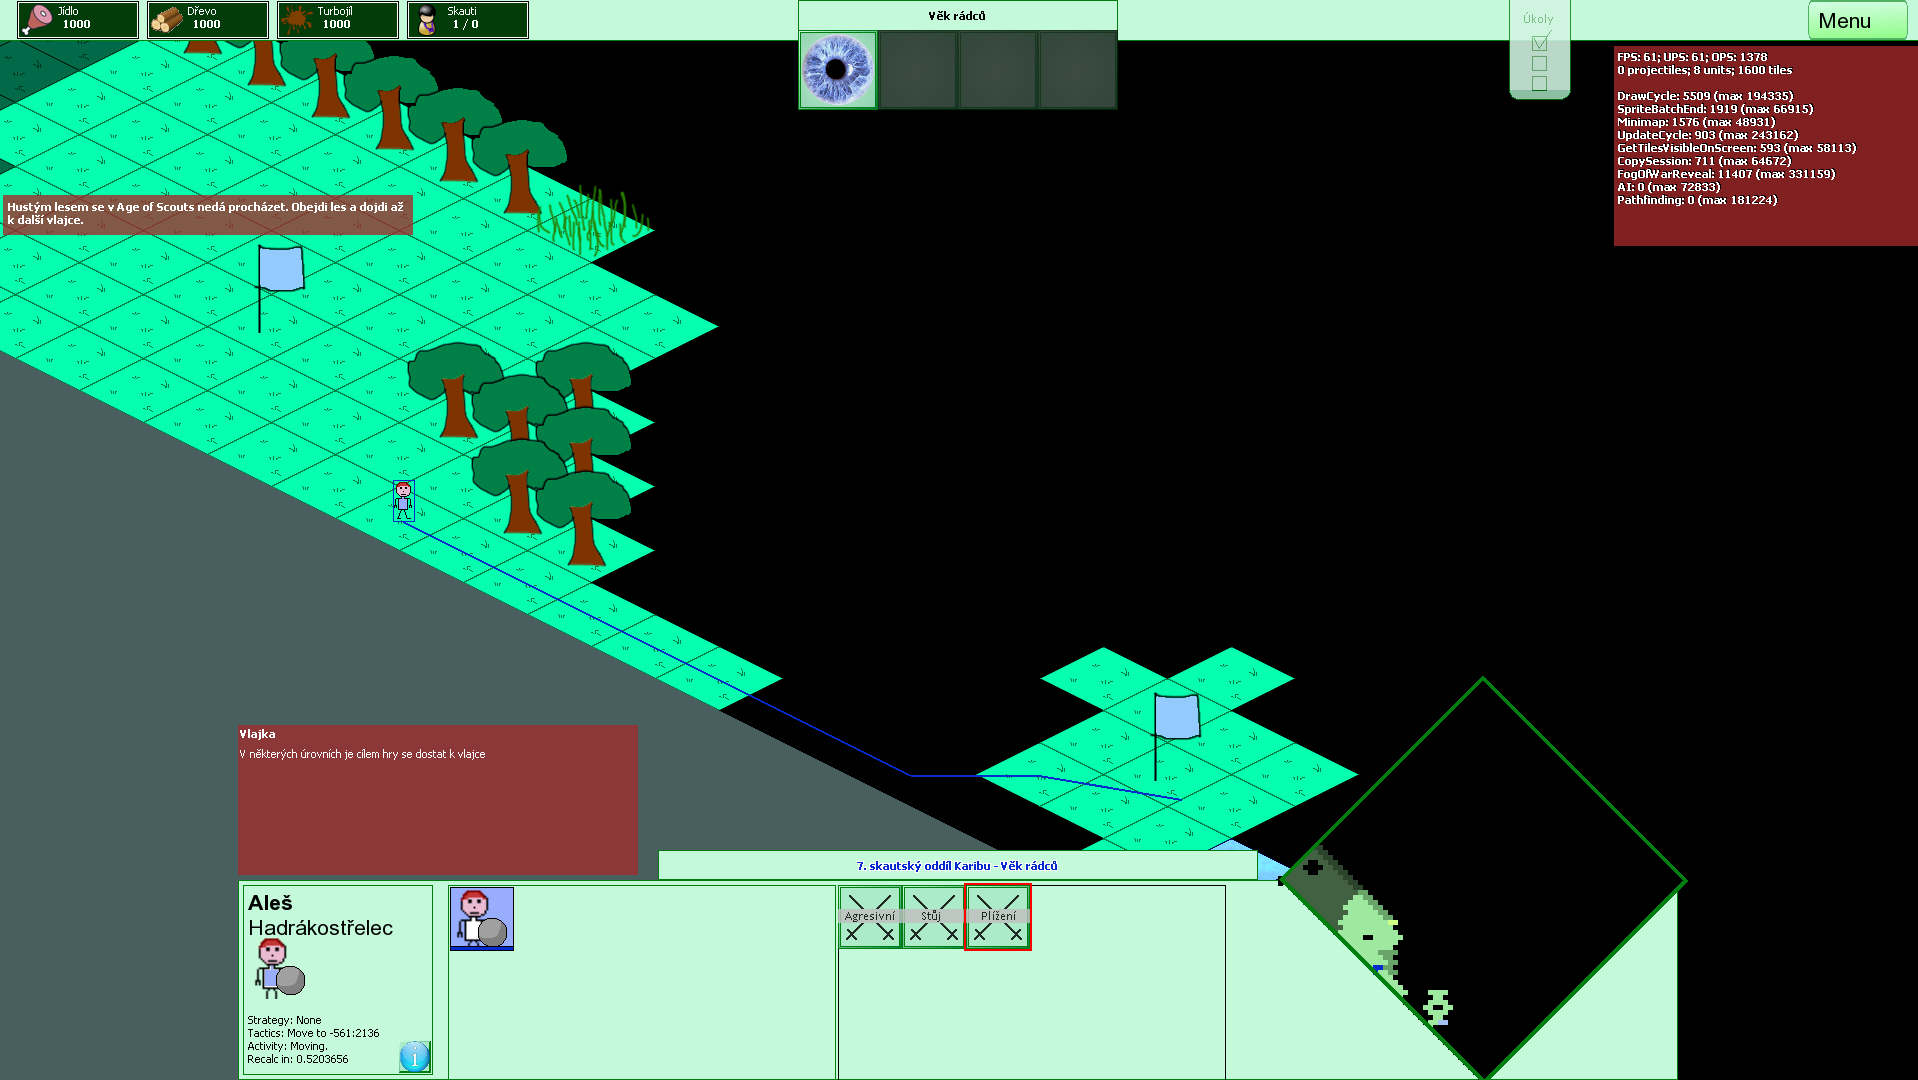 Jídlo
1000
Dřevo
1000
Turbojíl
1000
Skauti
1 / 0
Věk rádců
Úkoly
Menu
FPS: 61; UPS: 61; OPS: 1378
0 projectiles; 8 units; 1600 tiles
DrawCycle: 5509 (max 194335)
SpriteBatchEnd: 1919 (max 66915)
Minimap: 1576 (max 48931)
UpdateCycle: 903 (max 243162)
GetTilesVisibleOnScreen: 593 (max 58113)
CopySession: 711 (max 64672)
FogOfWarReveal: 11407 (max 331159)
AI: 0 (max 72833)
Pathfinding: 0 (max 181224)
Hustým lesem se v Age of Scouts nedá procházet. Obejdi les a dojdi až
k další vlajce.
Vlajka
V některých úrovních je cílem hry se dostat k vlajce
7. skautský oddíl Karibu - Věk rádců
Aleš
Hadrákostřelec
Strategy: None
Tactics: Move to -561:2136
Activity: Moving.
Recalc in: 0.5203656
Agresivní
Stůj
Plížení